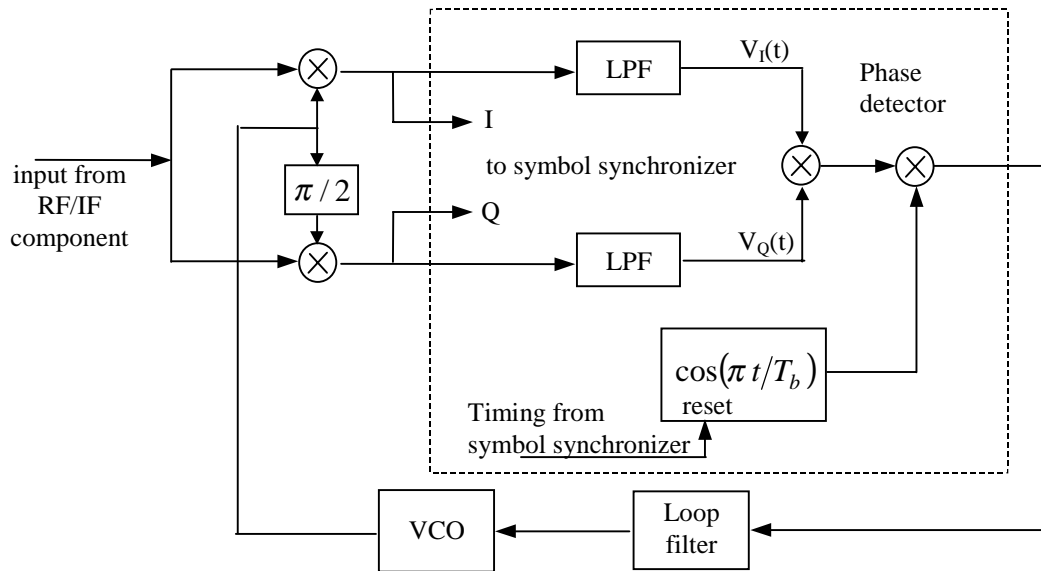 LPF
V_I(t)
Phase
detector
I
input from
RF/IF
component
π/2
to symbol synchronizer
Q
LPF
V_Q(t)
cos(π t/T_b)
reset
Timing from
symbol synchronizer
VCO
Loop
filter